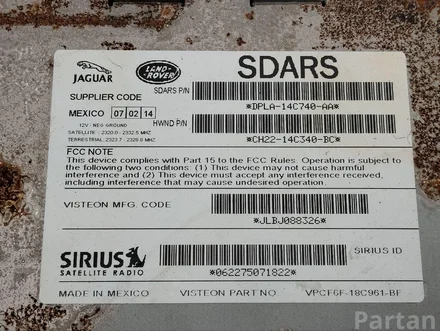 JAGUAR
LAND-
ROVER
SDARS
SDARS P/N
*DPLA-14C740-AA*
SUPPLIER CODE
MEXICO 07 02 14
HWND P/N
12V - NEG. GROUND
SATELLITE - 2320.0 - 2332.5 MHZ
TERRESTRIAL - 2323.7 - 2328.8 MHZ
*CH22-14C340-BC*
FCC NOTE
This device complies with Part 15 to the FCC Rules. Operation is subject to
the following two conditions: (1) This device may not cause harmful
interference and (2) This device must accept any interference received,
including interference that may cause undesired operation.
VISTEON MFG. CODE
*JLBJ088326*
SIRIUS
SATELLITE RADIO
SIRIUS ID
*062275071822*
MADE IN MEXICO
VISTEON PART NO
VPCF6F-18C961-BF
Partan